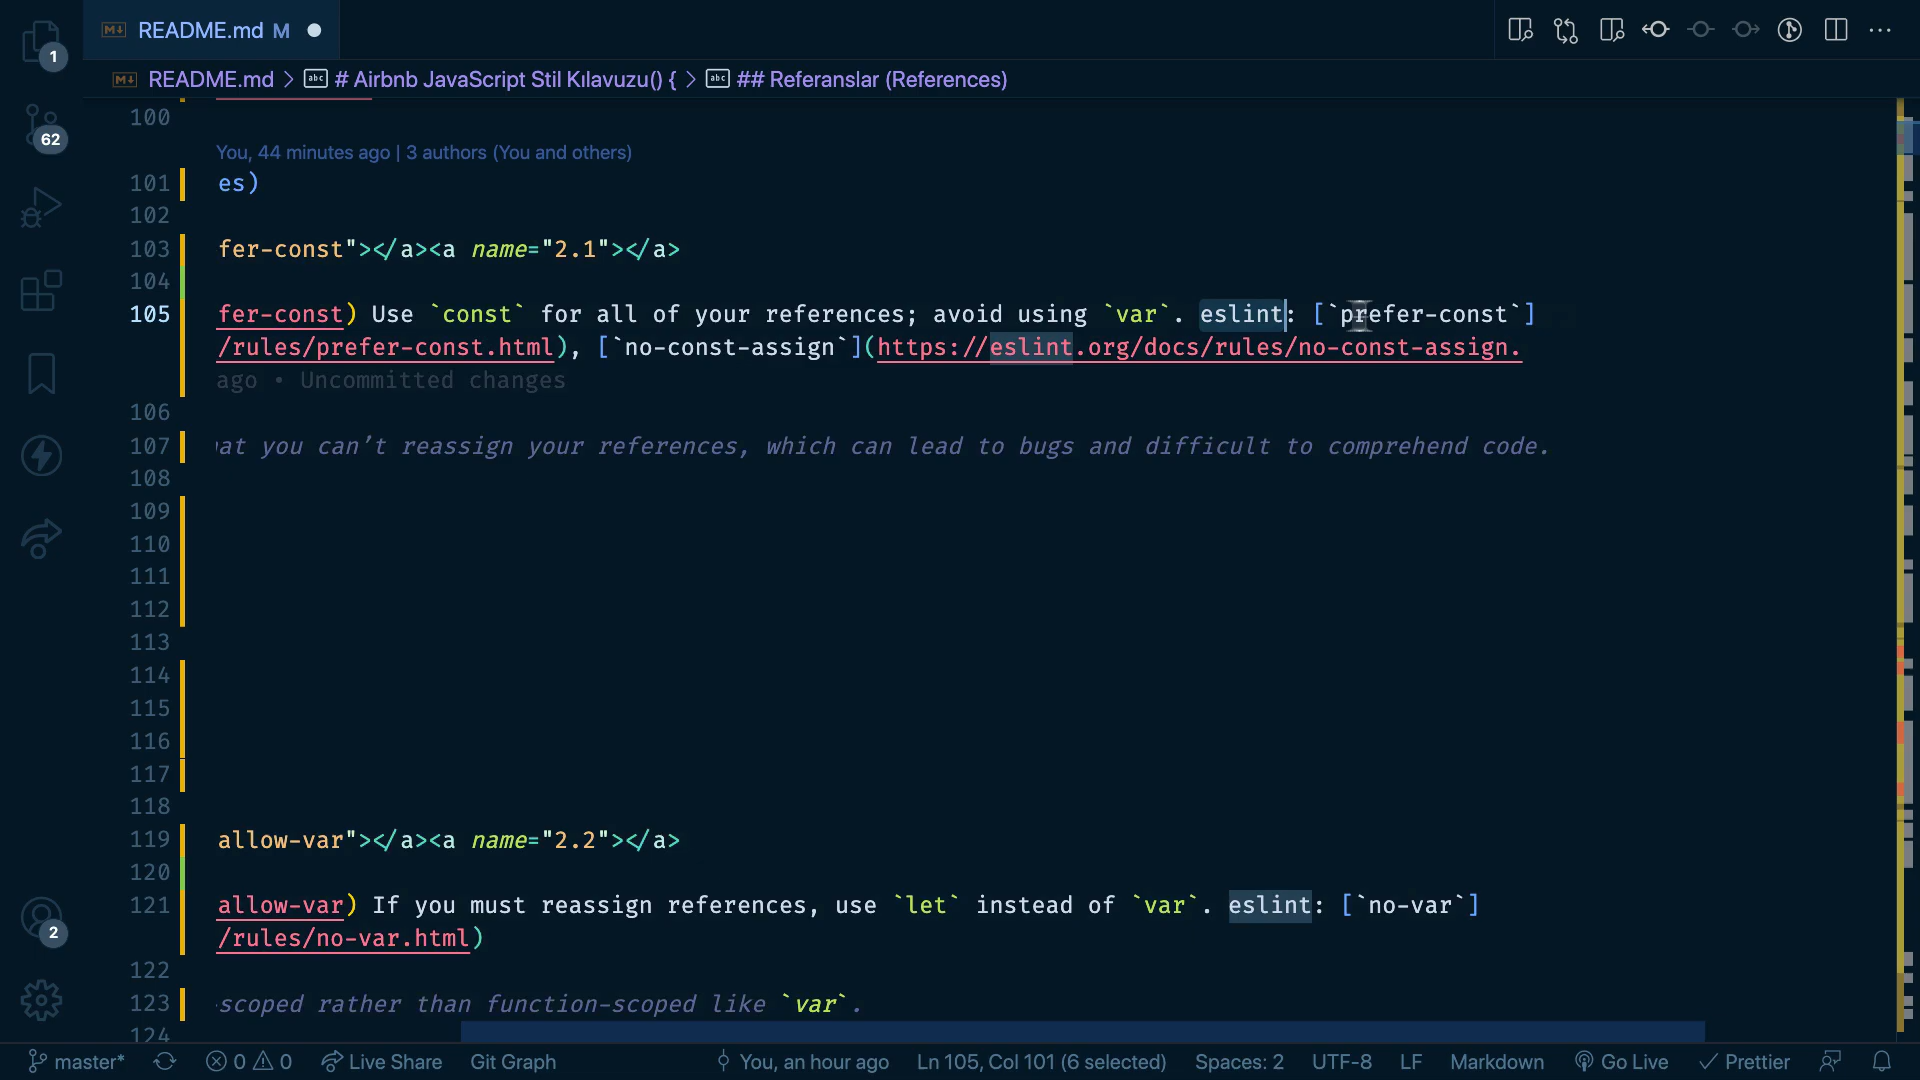 README.md M
README.md > # Airbnb JavaScript Stil Kılavuzu() { > ## Referanslar (References)
1
62
2
100
You, 44 minutes ago | 3 authors (You and others)
101 es)
102
103 fer-const"></a><a name="2.1"></a>
104
105 fer-const) Use `const` for all of your references; avoid using `var`. eslint: [`prefer-const`]
/rules/prefer-const.html), [`no-const-assign`](https://eslint.org/docs/rules/no-const-assign.
ago • Uncommitted changes
106
107 at you can’t reassign your references, which can lead to bugs and difficult to comprehend code.
108
109
110
111
112
113
114
115
116
117
118
119 allow-var"></a><a name="2.2"></a>
120
121 allow-var) If you must reassign references, use `let` instead of `var`. eslint: [`no-var`]
/rules/no-var.html)
122
123 -scoped rather than function-scoped like `var`.
124
master* 0 0 Live Share Git Graph You, an hour ago Ln 105, Col 101 (6 selected) Spaces: 2 UTF-8 LF Markdown Go Live Prettier